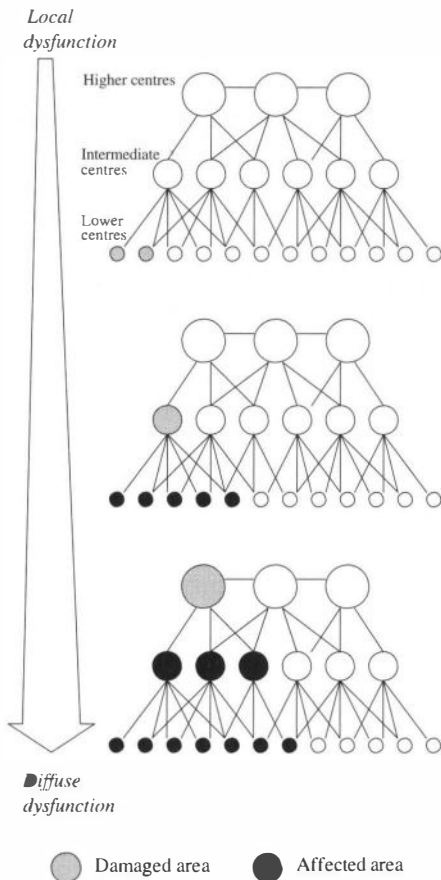 Local
dysfunction
Higher centres
Intermediate
centres
Lower
centres
Diffuse
dysfunction
Damaged area
Affected area